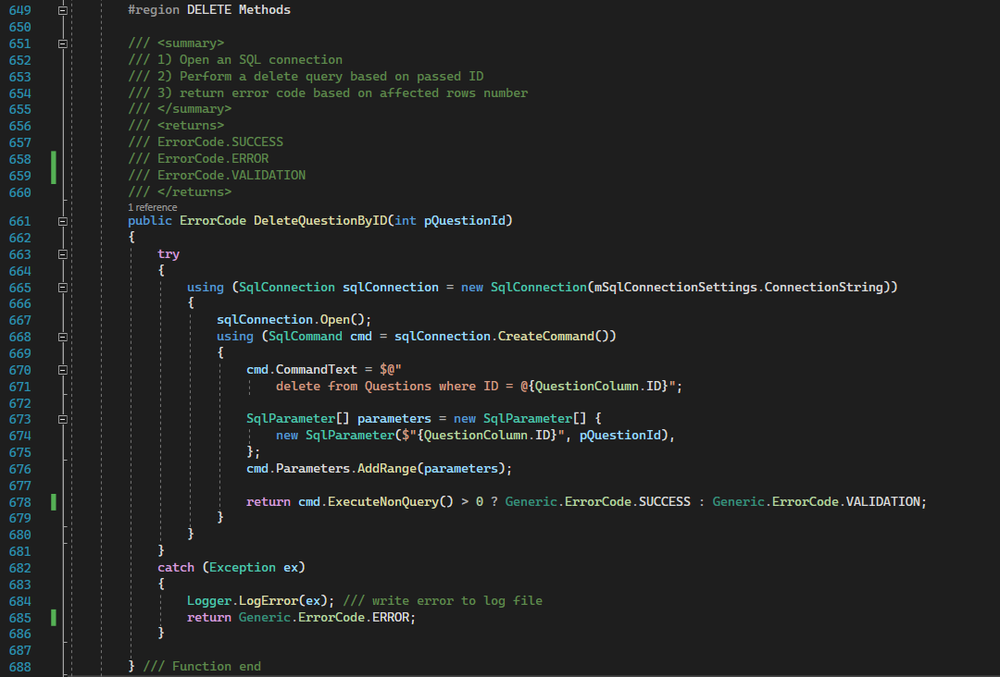 649 #region DELETE Methods
650
651 /// <summary>
652 /// 1) Open an SQL connection
653 /// 2) Perform a delete query based on passed ID
654 /// 3) return error code based on affected rows number
655 /// </summary>
656 /// <returns>
657 /// ErrorCode.SUCCESS
658 /// ErrorCode.ERROR
659 /// ErrorCode.VALIDATION
660 /// </returns>
1 reference
661 public ErrorCode DeleteQuestionByID(int pQuestionId)
662 {
663 try
664 {
665 using (SqlConnection sqlConnection = new SqlConnection(mSqlConnectionSettings.ConnectionString))
666 {
667 sqlConnection.Open();
668 using (SqlCommand cmd = sqlConnection.CreateCommand())
669 {
670 cmd.CommandText = $@"
671 delete from Questions where ID = @{QuestionColumn.ID}";
672
673 SqlParameter[] parameters = new SqlParameter[] {
674 new SqlParameter($"{QuestionColumn.ID}", pQuestionId),
675 };
676 cmd.Parameters.AddRange(parameters);
677
678 return cmd.ExecuteNonQuery() > 0 ? Generic.ErrorCode.SUCCESS : Generic.ErrorCode.VALIDATION;
679 }
680 }
681 }
682 catch (Exception ex)
683 {
684 Logger.LogError(ex); /// write error to log file
685 return Generic.ErrorCode.ERROR;
686 }
687
688 } /// Function end